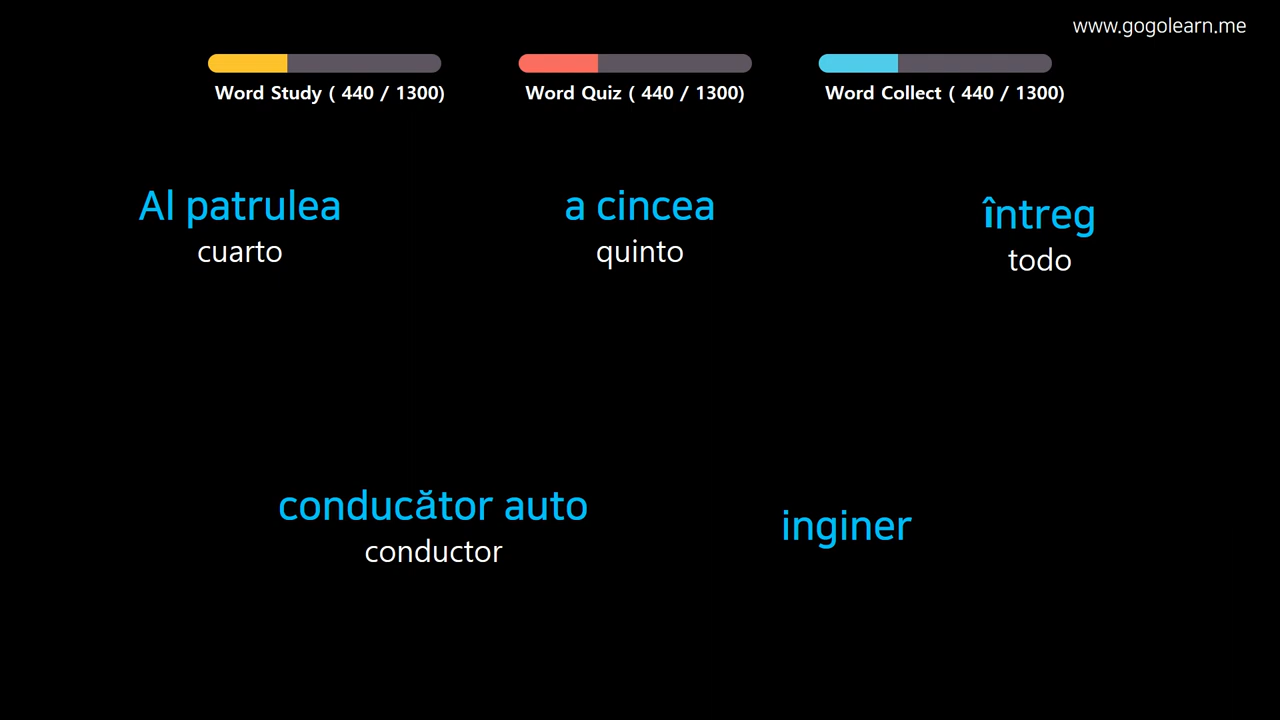 www.gogolearn.me
Word Study ( 440 / 1300)
Word Quiz ( 440 / 1300)
Word Collect ( 440 / 1300)
Al patrulea
cuarto
a cincea
quinto
întreg
todo
conducător auto
conductor
inginer